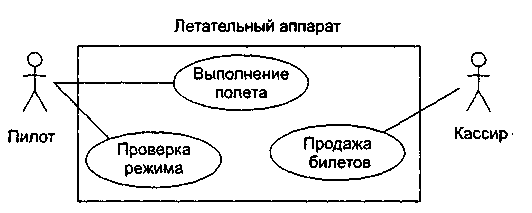 Летательный аппарат
Выполнение
полета
Пилот
Кассир
Проверка
режима
Продажа
билетов